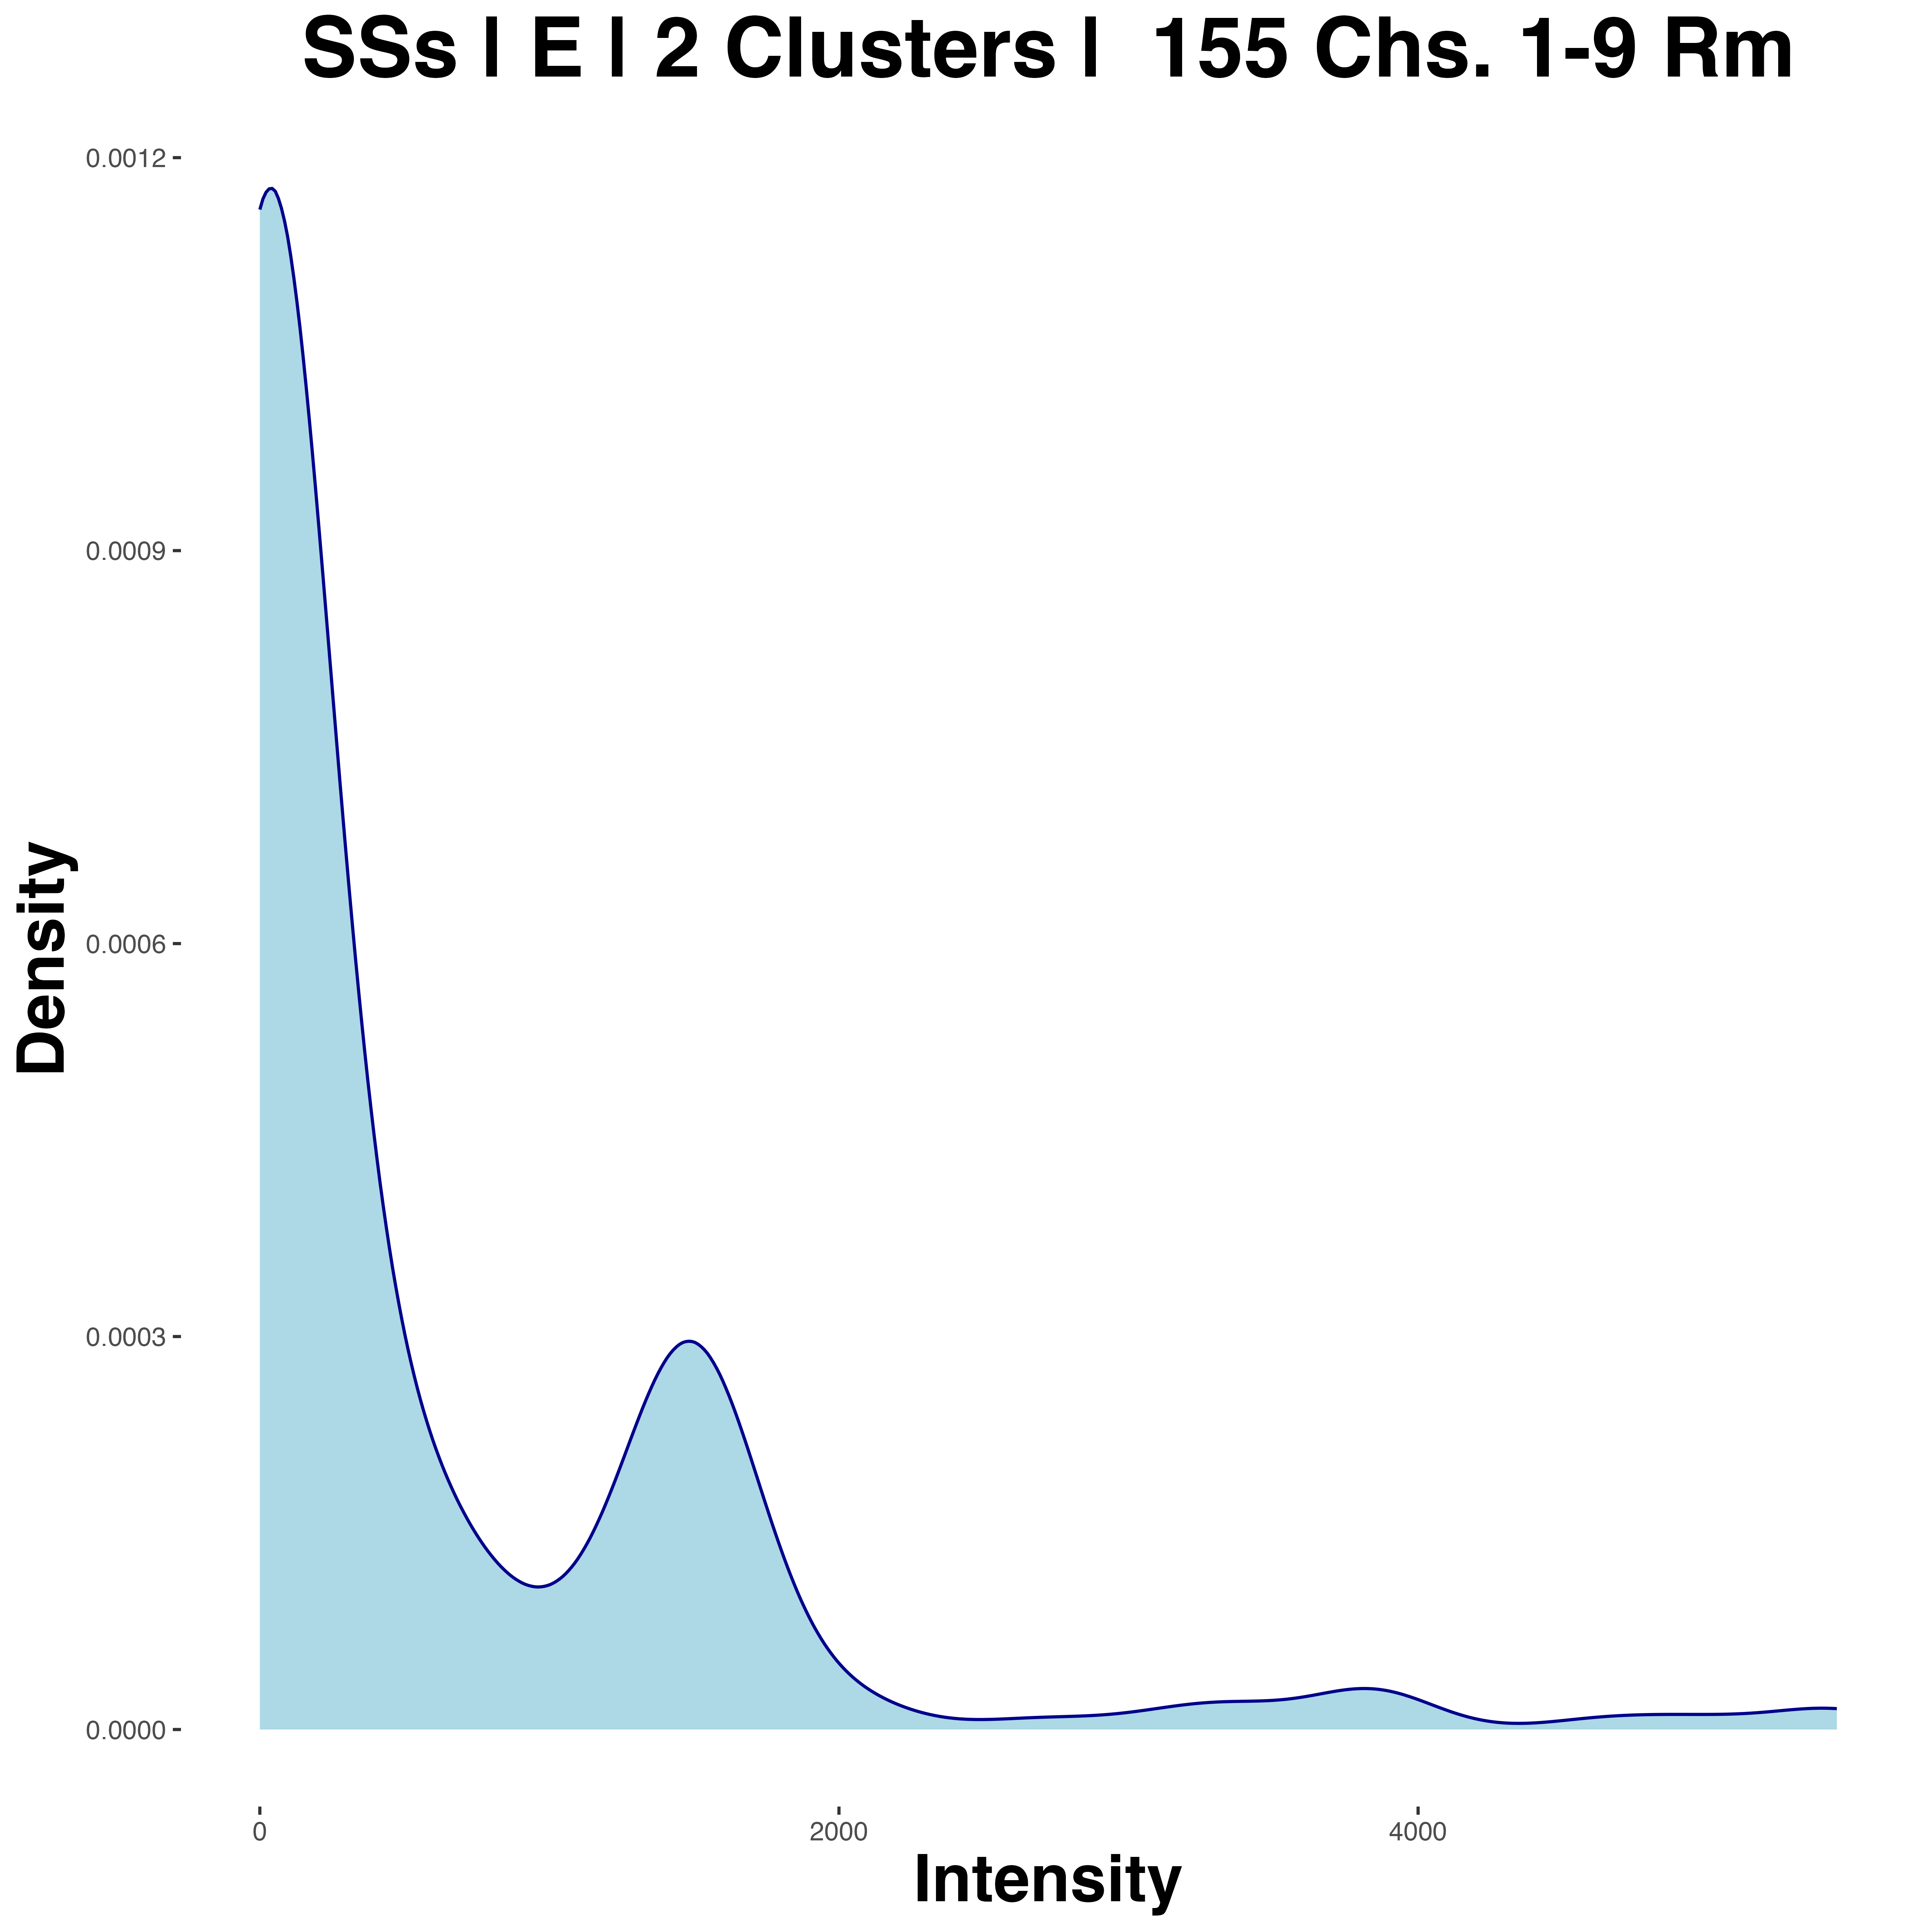 SSs | E | 2 Clusters | 155 Chs. 1-9 Rm
0.0012
0.0009
0.0006
0.0003
0.0000
Density
0
2000
4000
Intensity